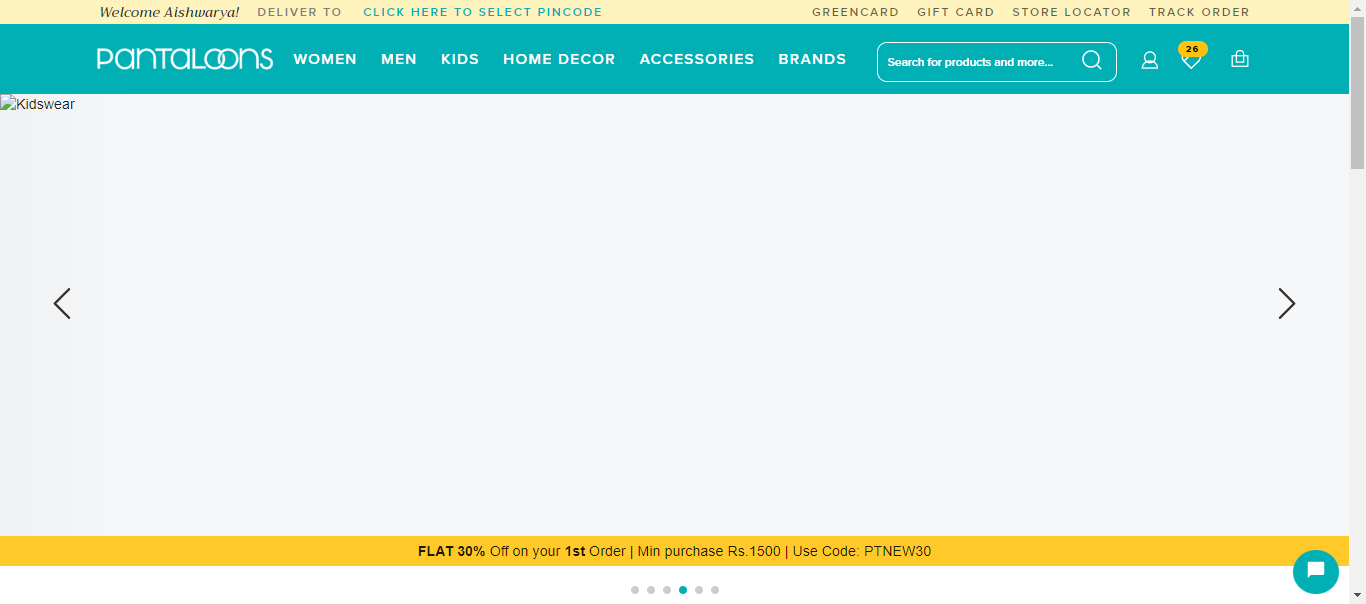 Welcome Aishwarya! DELIVER TO CLICK HERE TO SELECT PINCODE GREENCARD GIFT CARD STORE LOCATOR TRACK ORDER
PANTALOONS WOMEN MEN KIDS HOME DECOR ACCESSORIES BRANDS Search for products and more... 26
Kidswear
FLAT 30% Off on your 1st Order | Min purchase Rs.1500 | Use Code: PTNEW30